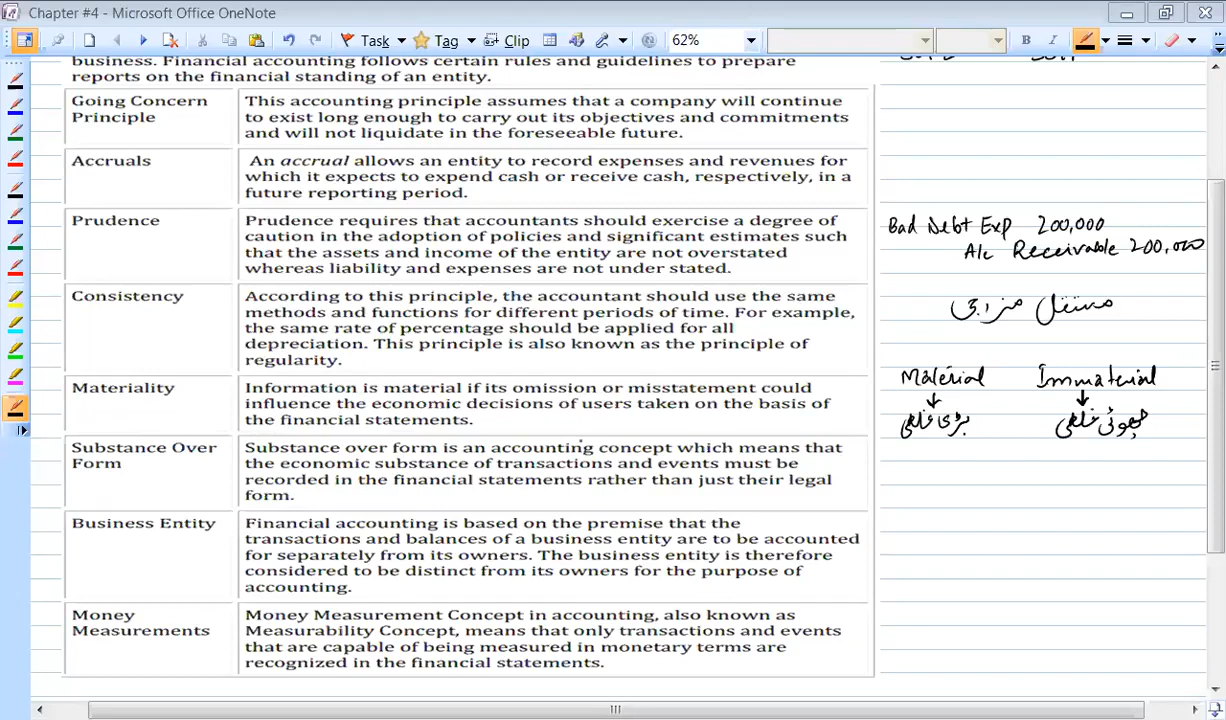 Chapter #4 - Microsoft Office OneNote
Task
Tag
Clip
62%
B I
business. Financial accounting follows certain rules and guidelines to prepare
reports on the financial standing of an entity.
Going Concern
Principle
This accounting principle assumes that a company will continue
to exist long enough to carry out its objectives and commitments
and will not liquidate in the foreseeable future.
Accruals
An accrual allows an entity to record expenses and revenues for
which it expects to expend cash or receive cash, respectively, in a
future reporting period.
Prudence
Prudence requires that accountants should exercise a degree of
caution in the adoption of policies and significant estimates such
that the assets and income of the entity are not overstated
whereas liability and expenses are not under stated.
Bad Debt Exp 200,000
A/c Receivable 200,000
Consistency
According to this principle, the accountant should use the same
methods and functions for different periods of time. For example,
the same rate of percentage should be applied for all
depreciation. This principle is also known as the principle of
regularity.
مستقل مزاجی
Materiality
Information is material if its omission or misstatement could
influence the economic decisions of users taken on the basis of
the financial statements.
Material Immaterial
بڑی غلطی
چھوٹی غلطی
Substance Over
Form
Substance over form is an accounting concept which means that
the economic substance of transactions and events must be
recorded in the financial statements rather than just their legal
form.
Business Entity
Financial accounting is based on the premise that the
transactions and balances of a business entity are to be accounted
for separately from its owners. The business entity is therefore
considered to be distinct from its owners for the purpose of
accounting.
Money
Measurements
Money Measurement Concept in accounting, also known as
Measurability Concept, means that only transactions and events
that are capable of being measured in monetary terms are
recognized in the financial statements.